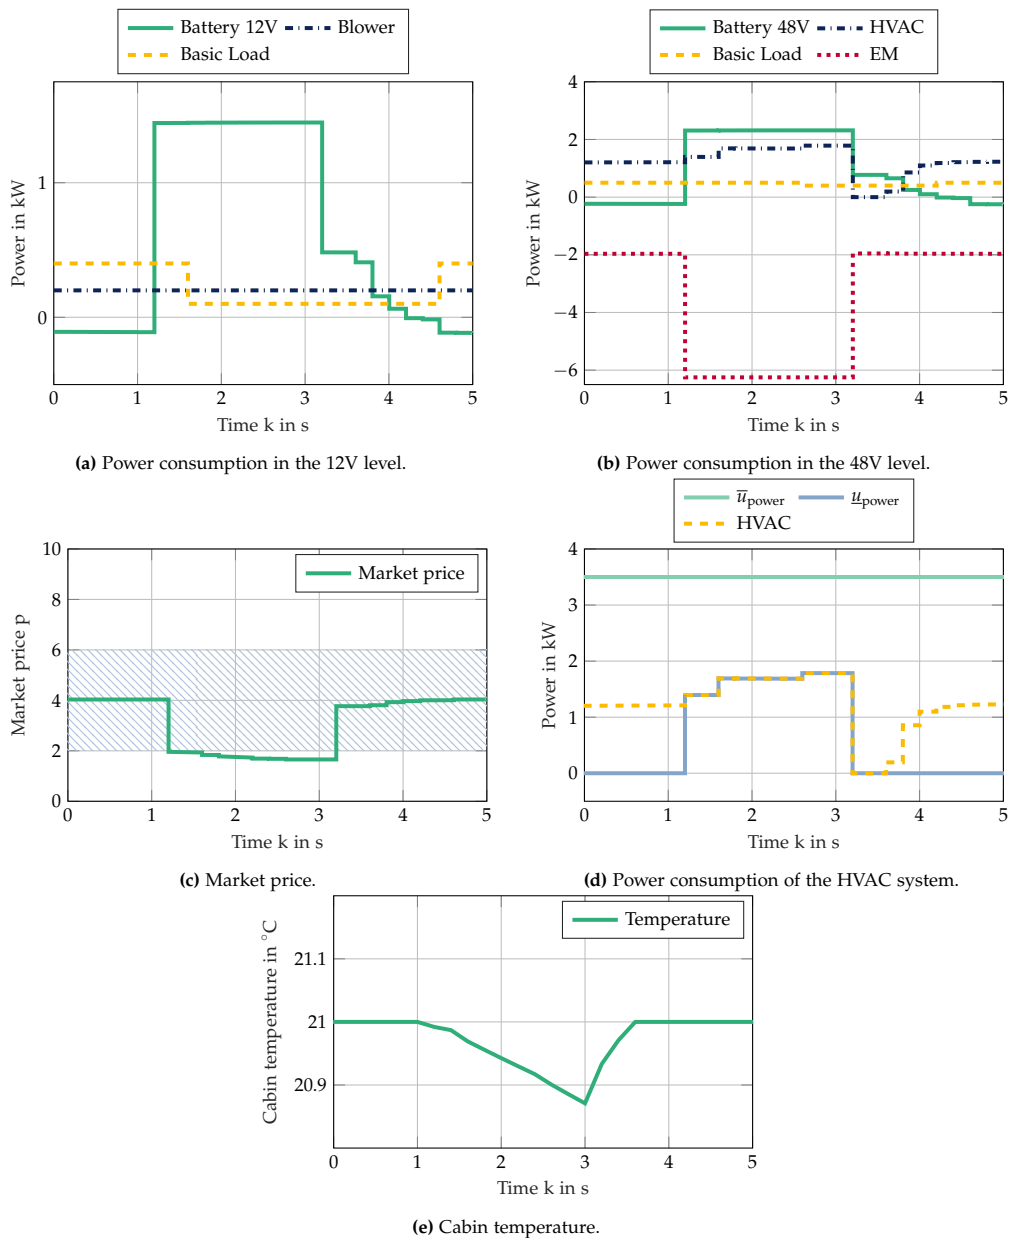 Battery 12V Blower
Basic Load
1
0
Power in kW
0 1 2 3 4 5
Time k in s
(a) Power consumption in the 12V level.
Battery 48V HVAC
Basic Load EM
4
2
0
−2
−4
−6
Power in kW
0 1 2 3 4 5
Time k in s
(b) Power consumption in the 48V level.
Market price
10
8
6
4
2
0
Market price p
0 1 2 3 4 5
Time k in s
(c) Market price.
u̅power u̲power
HVAC
4
3
2
1
0
Power in kW
0 1 2 3 4 5
Time k in s
(d) Power consumption of the HVAC system.
Temperature
21.1
21
20.9
Cabin temperature in °C
0 1 2 3 4 5
Time k in s
(e) Cabin temperature.